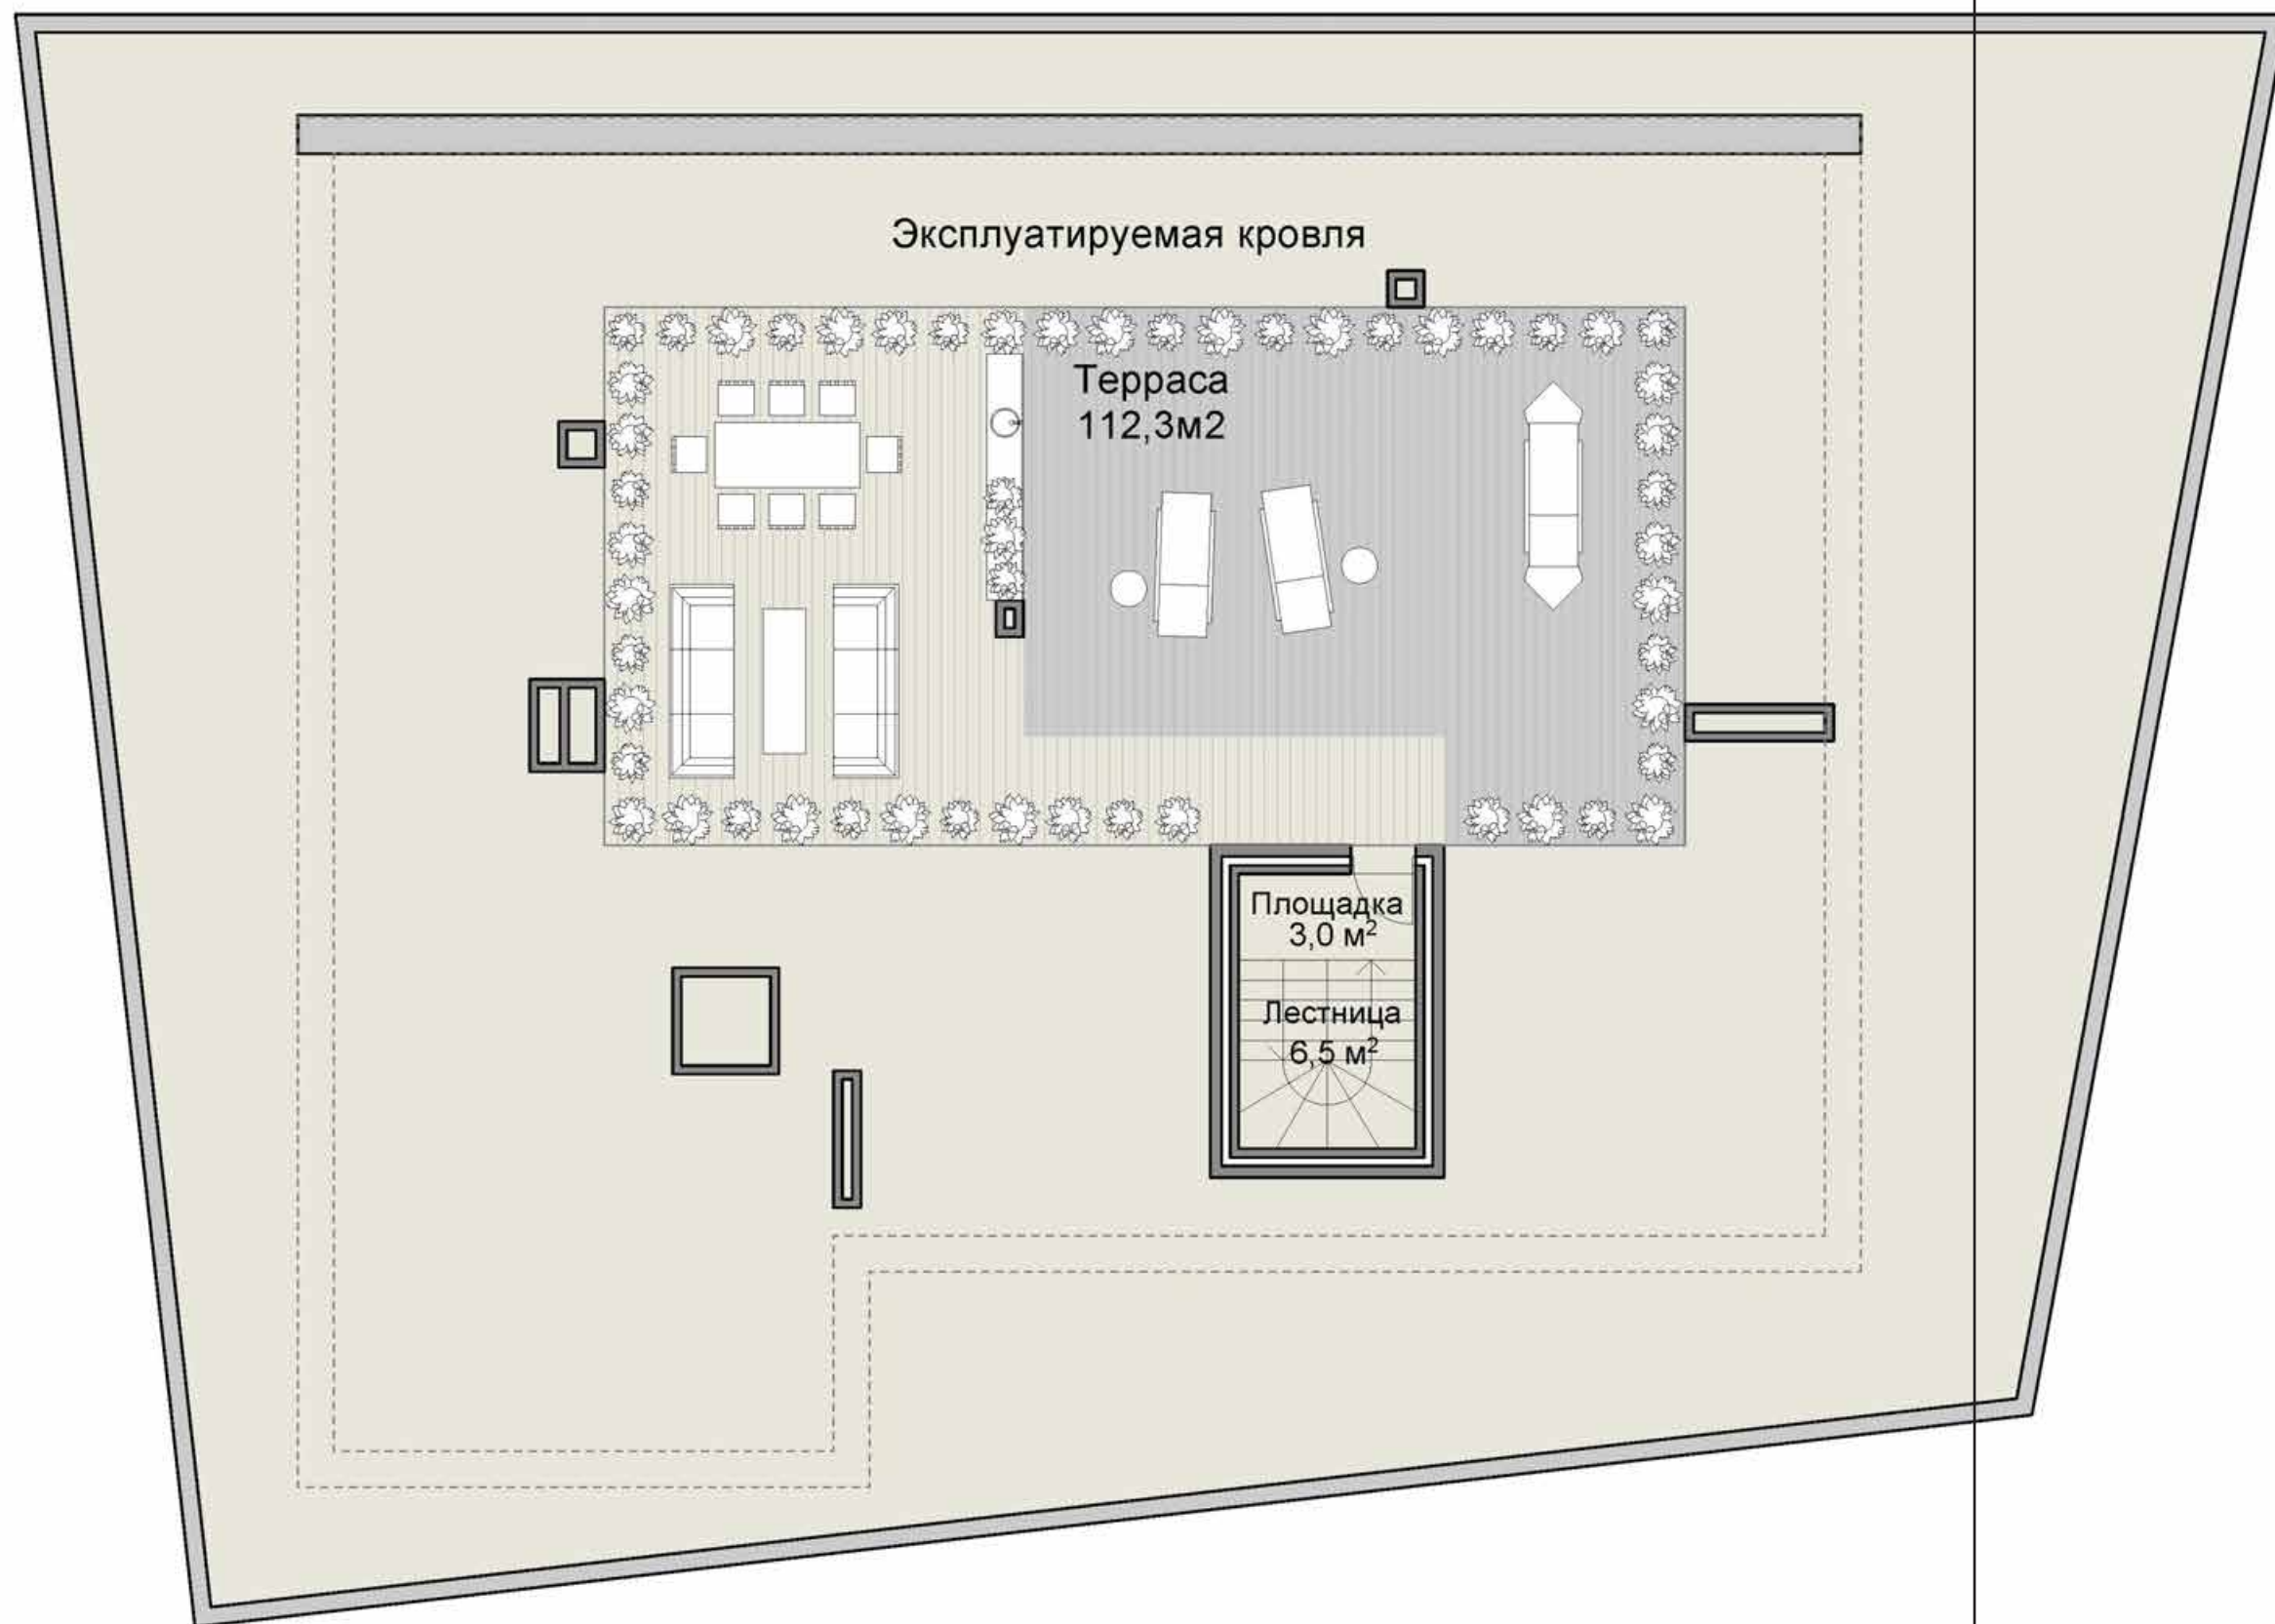 Эксплуатируемая кровля
Терраса
112,3м2
Площадка
3,0 м²
Лестница
6,5 м²